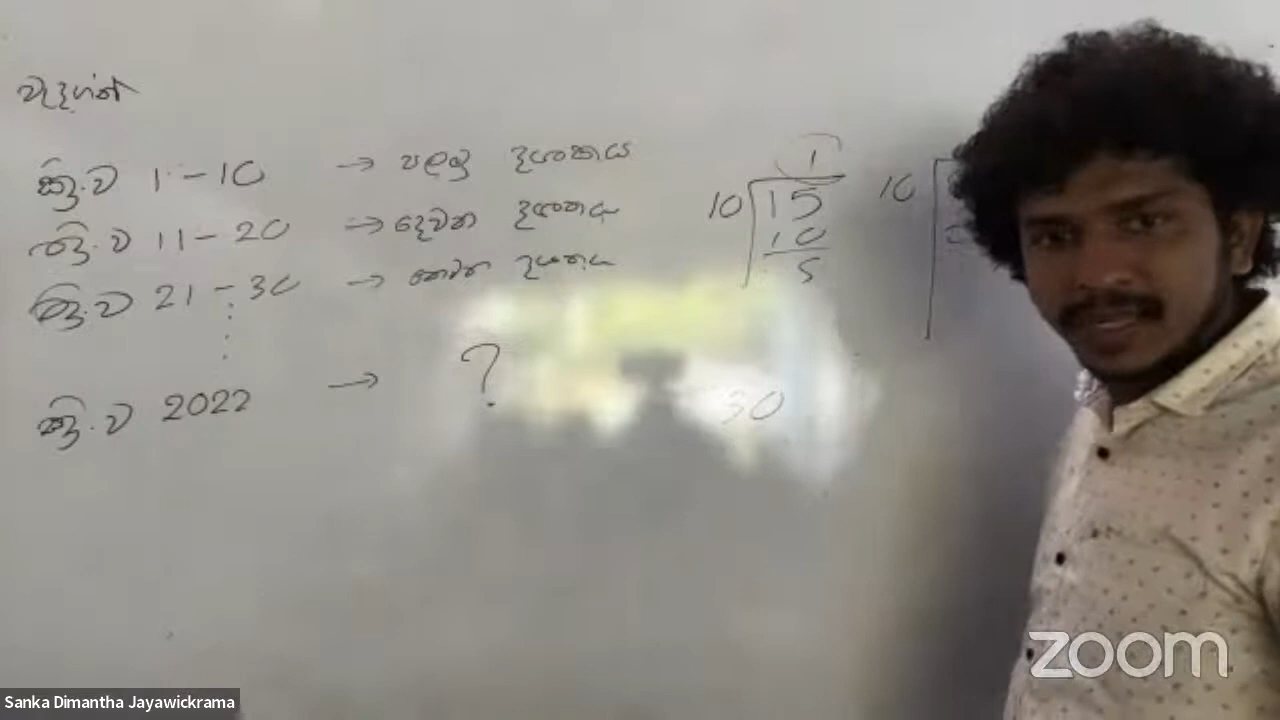 වැදගත්
ක්‍රි.ව 1 - 10 → පළමු දශකය
ක්‍රි.ව 11 - 20 → දෙවන දශකය
ක්‍රි.ව 21 - 30 → තෙවන දශකය
ක්‍රි.ව 2022 → ?
1
10 15
10
5
10
30
zoom
Sanka Dimantha Jayawickrama